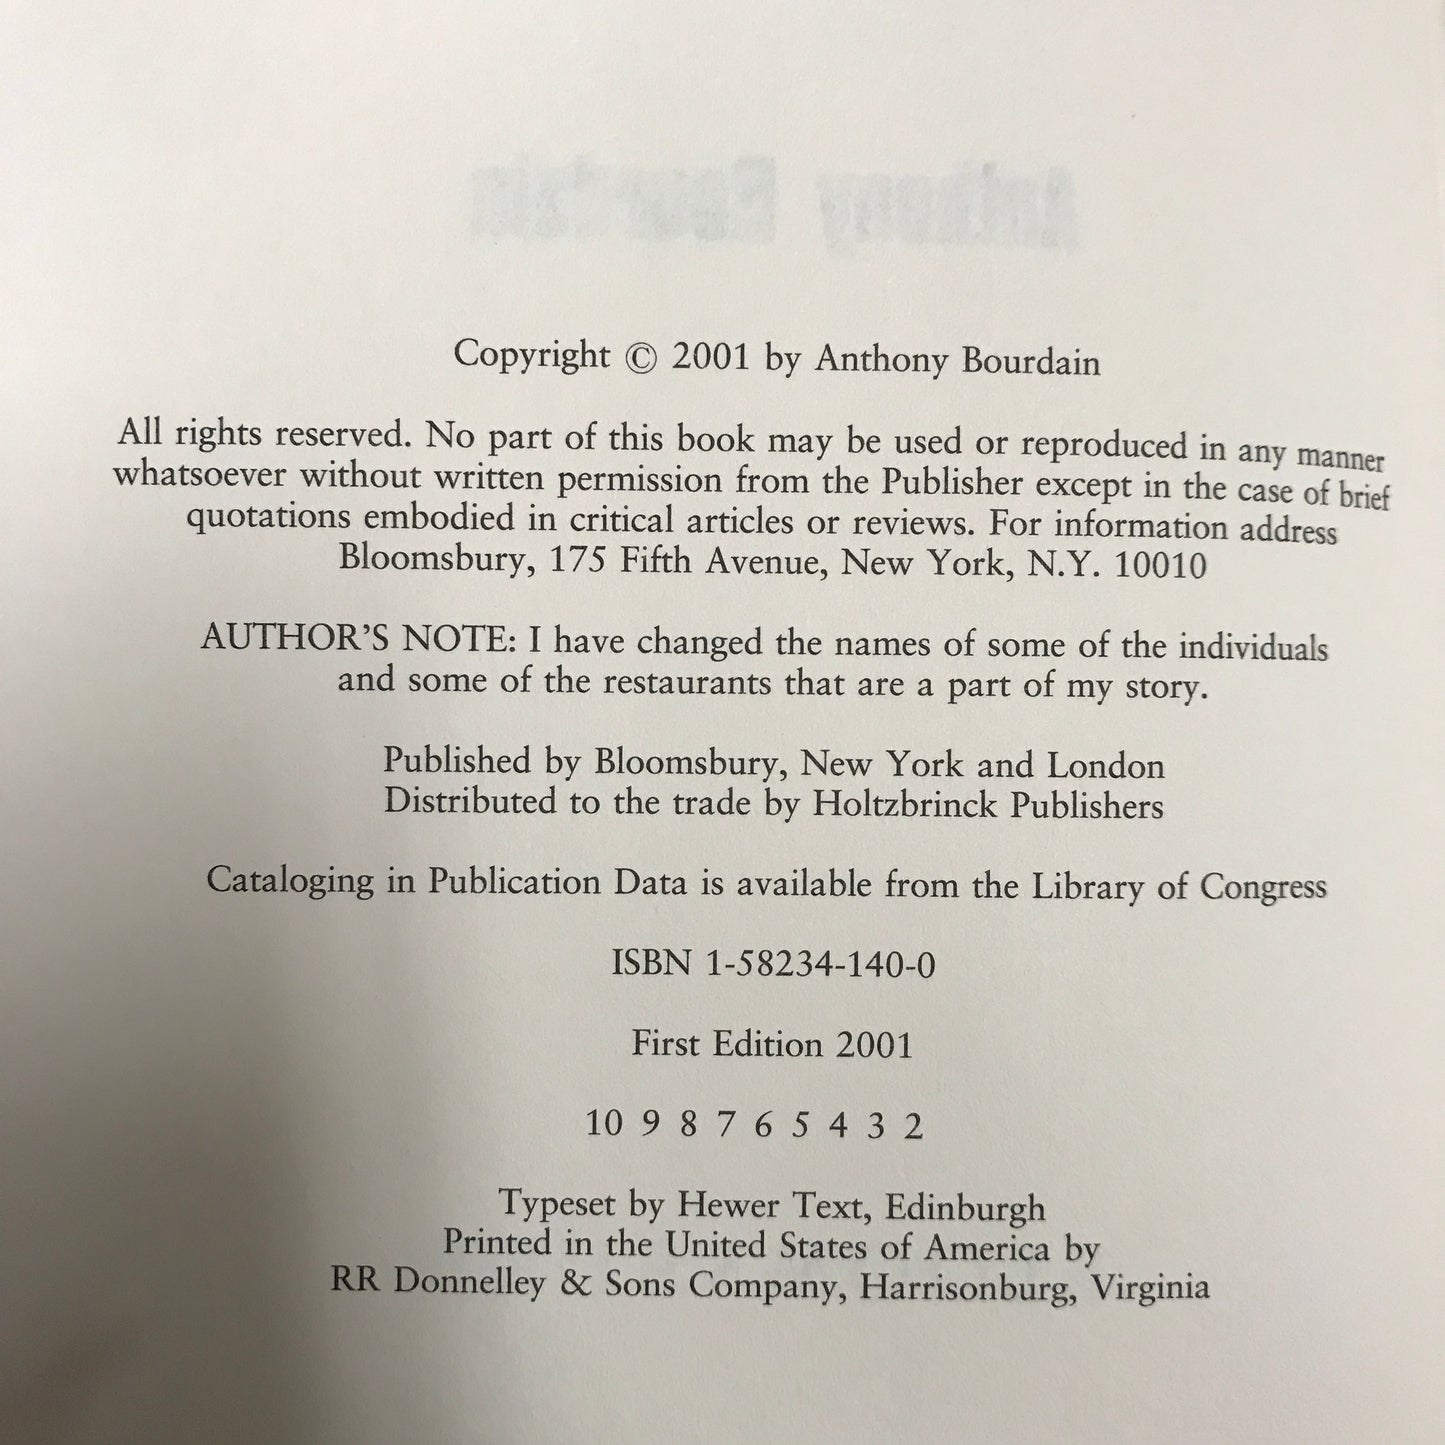 Copyright © 2001 by Anthony Bourdain
All rights reserved. No part of this book may be used or reproduced in any manner
whatsoever without written permission from the Publisher except in the case of brief
quotations embodied in critical articles or reviews. For information address
Bloomsbury, 175 Fifth Avenue, New York, N.Y. 10010
AUTHOR'S NOTE: I have changed the names of some of the individuals
and some of the restaurants that are a part of my story.
Published by Bloomsbury, New York and London
Distributed to the trade by Holtzbrinck Publishers
Cataloging in Publication Data is available from the Library of Congress
ISBN 1-58234-140-0
First Edition 2001
10 9 8 7 6 5 4 3 2
Typeset by Hewer Text, Edinburgh
Printed in the United States of America by
RR Donnelley & Sons Company, Harrisonburg, Virginia